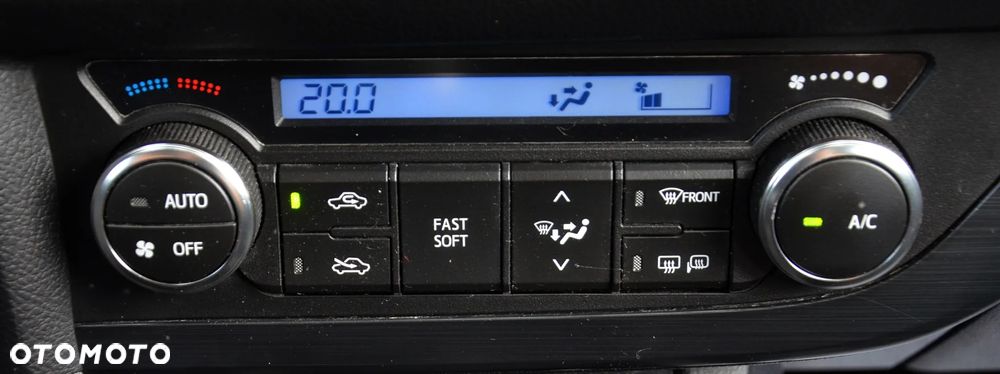 20.0
AUTO
OFF
FAST
SOFT
FRONT
A/C
OTOMOTO